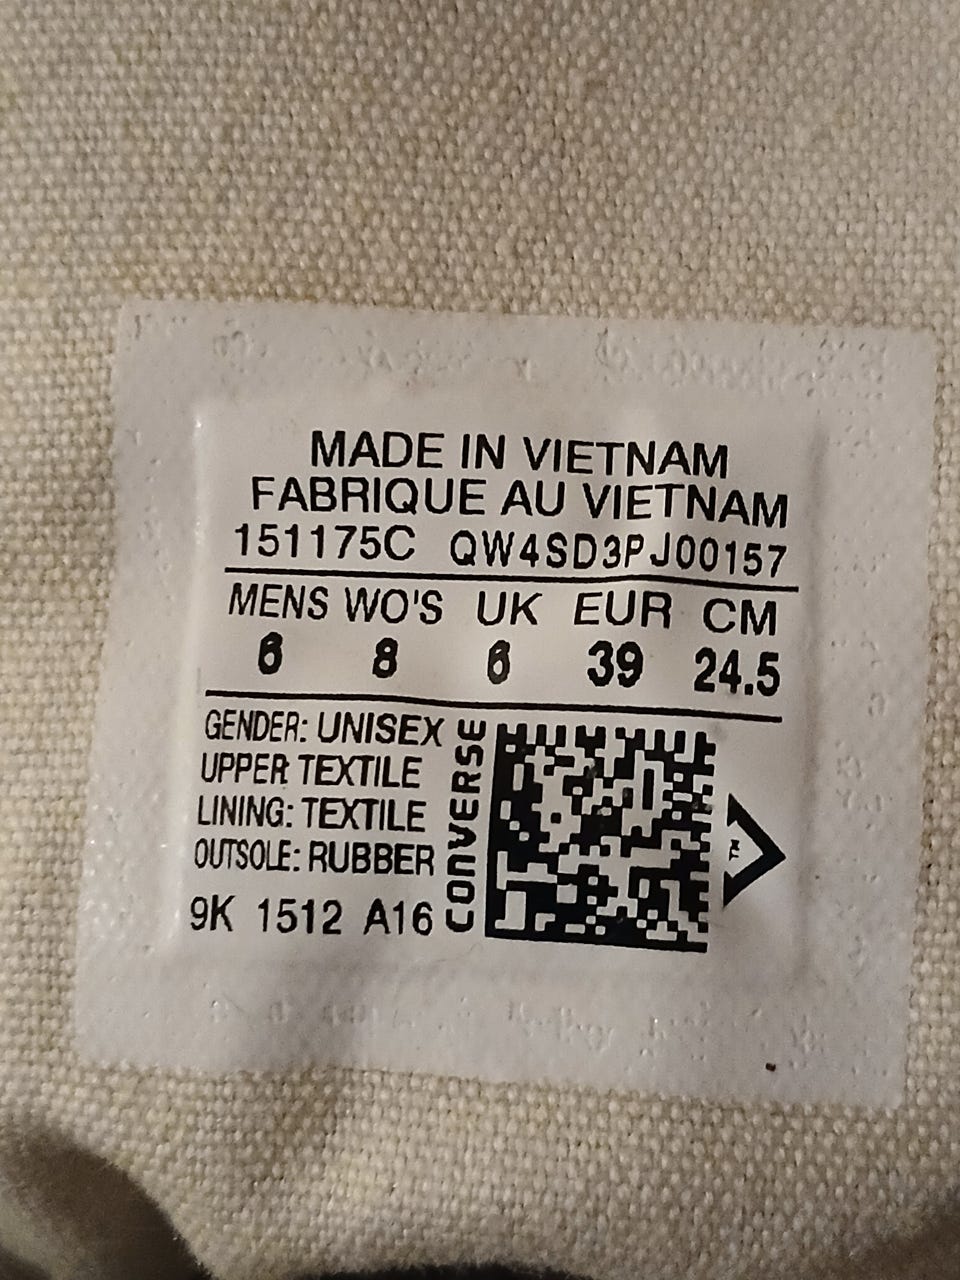 MADE IN VIETNAM
FABRIQUE AU VIETNAM
151175C QW4SD3PJ00157
MENS WO'S UK EUR CM
6 8 6 39 24.5
GENDER: UNISEX
UPPER TEXTILE
LINING: TEXTILE
OUTSOLE: RUBBER
9K 1512 A16
CONVERSE
TM